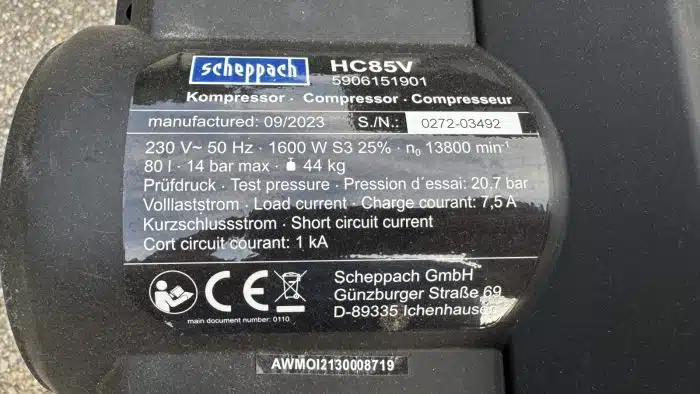 scheppach
HC85V
5906151901
Kompressor · Compressor · Compresseur
manufactured: 09/2023 S./N.: 0272-03492
230 V~ 50 Hz · 1600 W S3 25% · n₀ 13800 min⁻¹
80 l · 14 bar max · 44 kg
Prüfdruck · Test pressure · Pression d´essai: 20,7 bar
Volllaststrom · Load current · Charge courant: 7,5 A
Kurzschlussstrom · Short circuit current
Cort circuit courant: 1 kA
CE
Scheppach GmbH
Günzburger Straße 69
D-89335 Ichenhausen
main document number: 0110
AWMOI2130008719